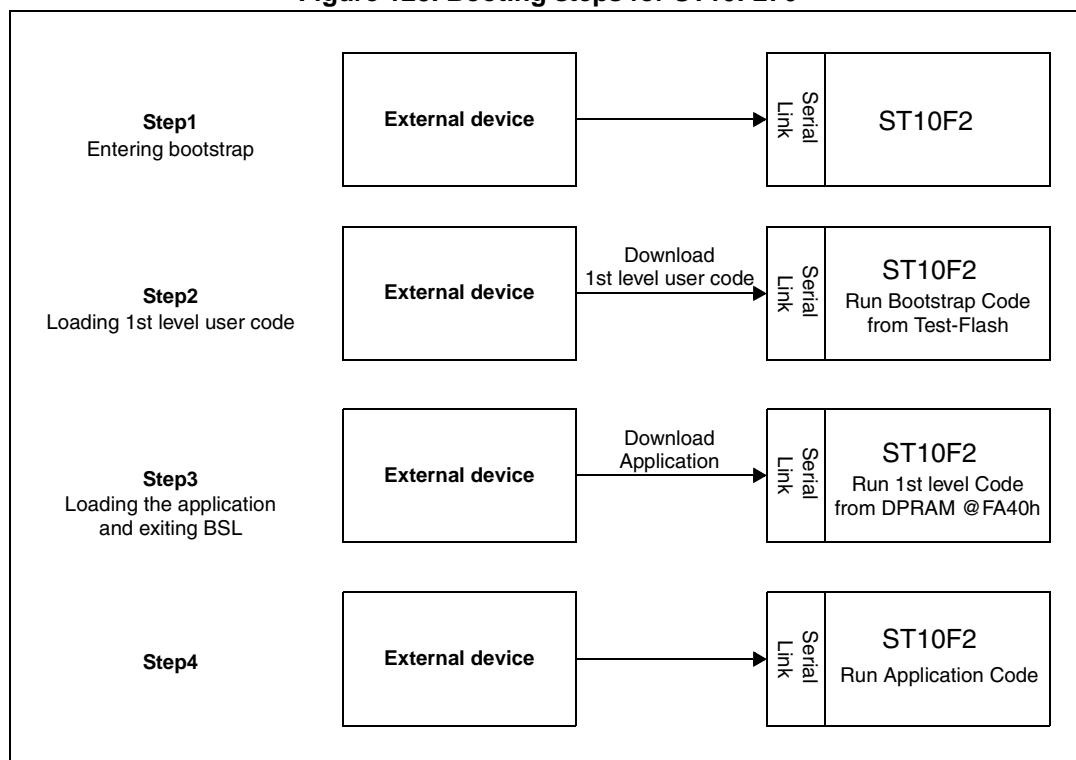 Step1
Entering bootstrap
External device
Serial
Link
ST10F2
Step2
Loading 1st level user code
External device
Download
1st level user code
Serial
Link
ST10F2
Run Bootstrap Code
from Test-Flash
Step3
Loading the application
and exiting BSL
External device
Download
Application
Serial
Link
ST10F2
Run 1st level Code
from DPRAM @FA40h
Step4
External device
Serial
Link
ST10F2
Run Application Code